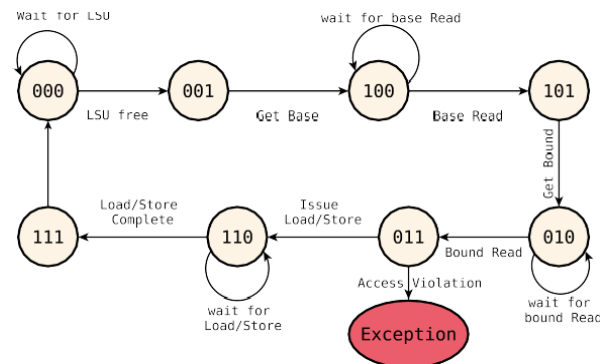 Wait for LSU
wait for base Read
000
001
100
101
LSU free
Get Base
Base Read
Get Bound
Load/Store
Complete
Issue
Load/Store
111
110
011
010
Bound Read
Access Violation
wait for
Load/Store
wait for
bound Read
Exception